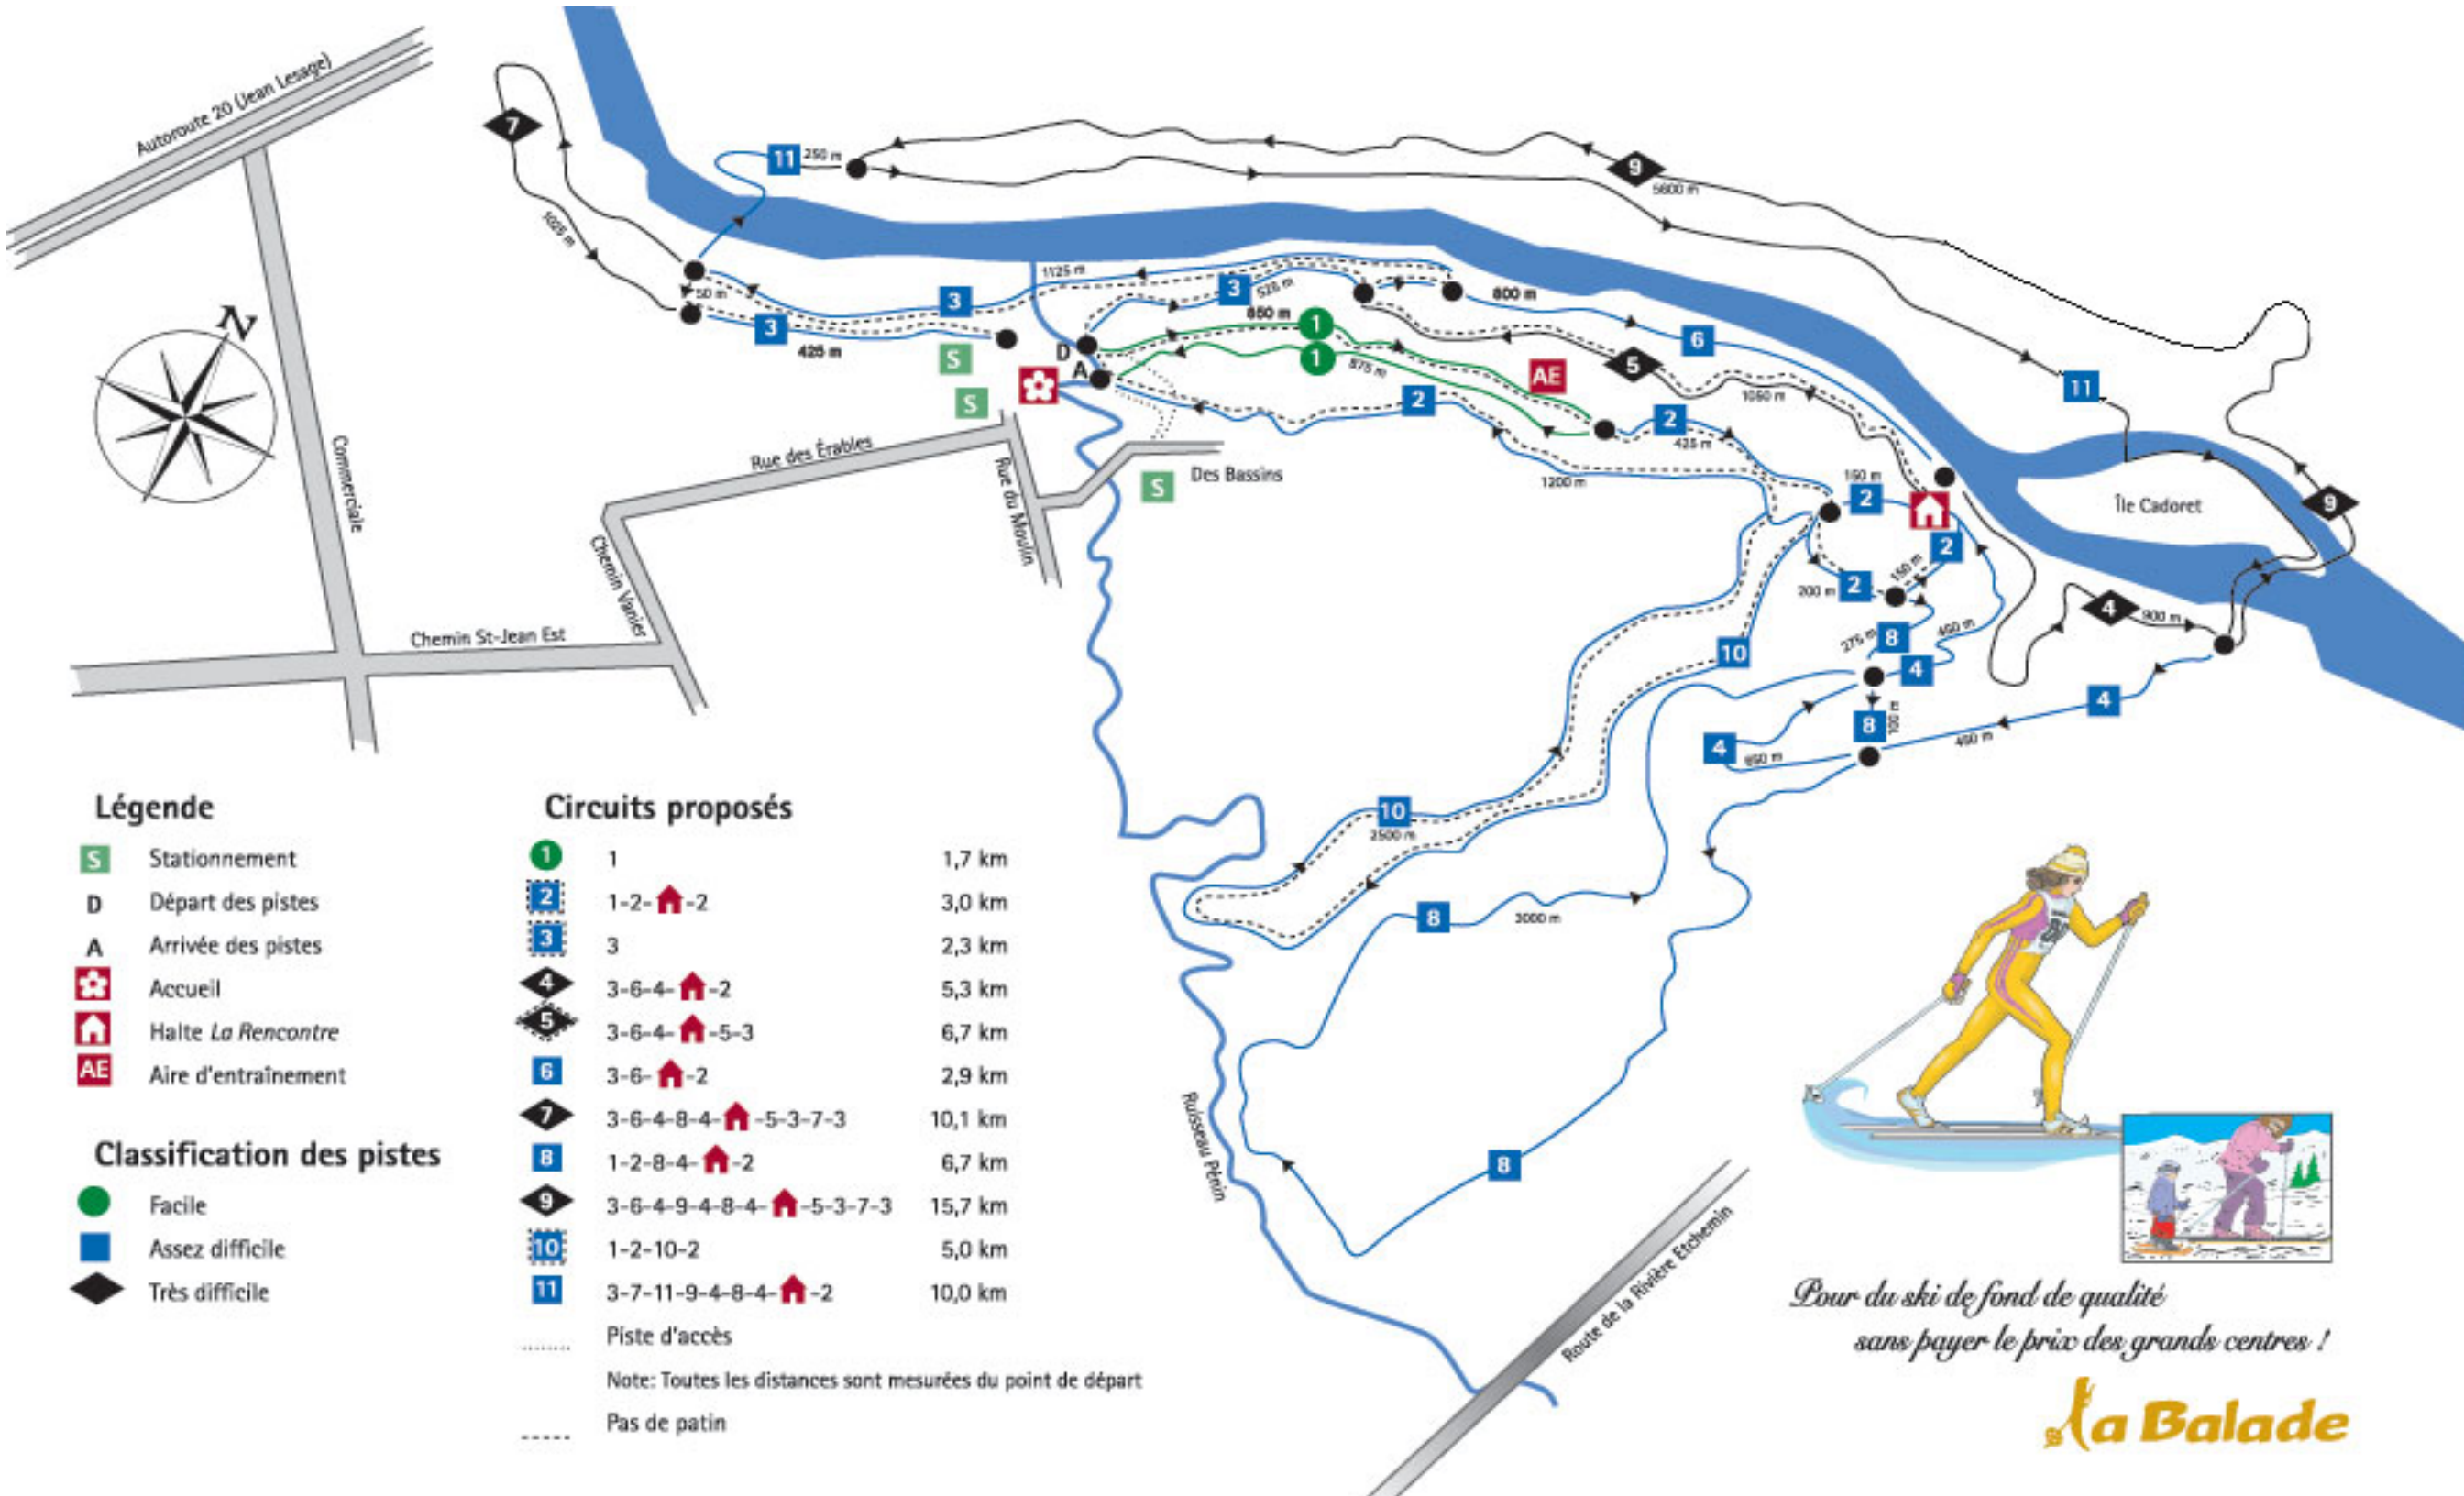 Autoroute 20 (Jean Lesage)
N
Commerciale
Chemin St-Jean Est
Chemin Vanier
Rue des Érables
Rue du Moulin
Des Bassins
Île Cadoret
Ruisseau Pénin
Route de la Rivière Etchemin
7
1025 m
11
250 m
9
5600 m
50 m
3
3
425 m
1125 m
3
525 m
800 m
6
850 m
1
1
875 m
D
A
S
S
S
AE
5
1050 m
2
2
425 m
1200 m
150 m
2
2
150 m
200 m
2
11
9
4
900 m
8
275 m
450 m
4
8
100 m
4
450 m
4
650 m
10
10
2500 m
8
3000 m
8
Légende
S Stationnement
D Départ des pistes
A Arrivée des pistes
Accueil
Halte La Rencontre
AE Aire d'entraînement
Classification des pistes
Facile
Assez difficile
Très difficile
Circuits proposés
1 1 1,7 km
2 1-2- -2 3,0 km
3 3 2,3 km
4 3-6-4- -2 5,3 km
5 3-6-4- -5-3 6,7 km
6 3-6- -2 2,9 km
7 3-6-4-8-4- -5-3-7-3 10,1 km
8 1-2-8-4- -2 6,7 km
9 3-6-4-9-4-8-4- -5-3-7-3 15,7 km
10 1-2-10-2 5,0 km
11 3-7-11-9-4-8-4- -2 10,0 km
Piste d'accès
Note: Toutes les distances sont mesurées du point de départ
Pas de patin
Pour du ski de fond de qualité
sans payer le prix des grands centres !
La Balade